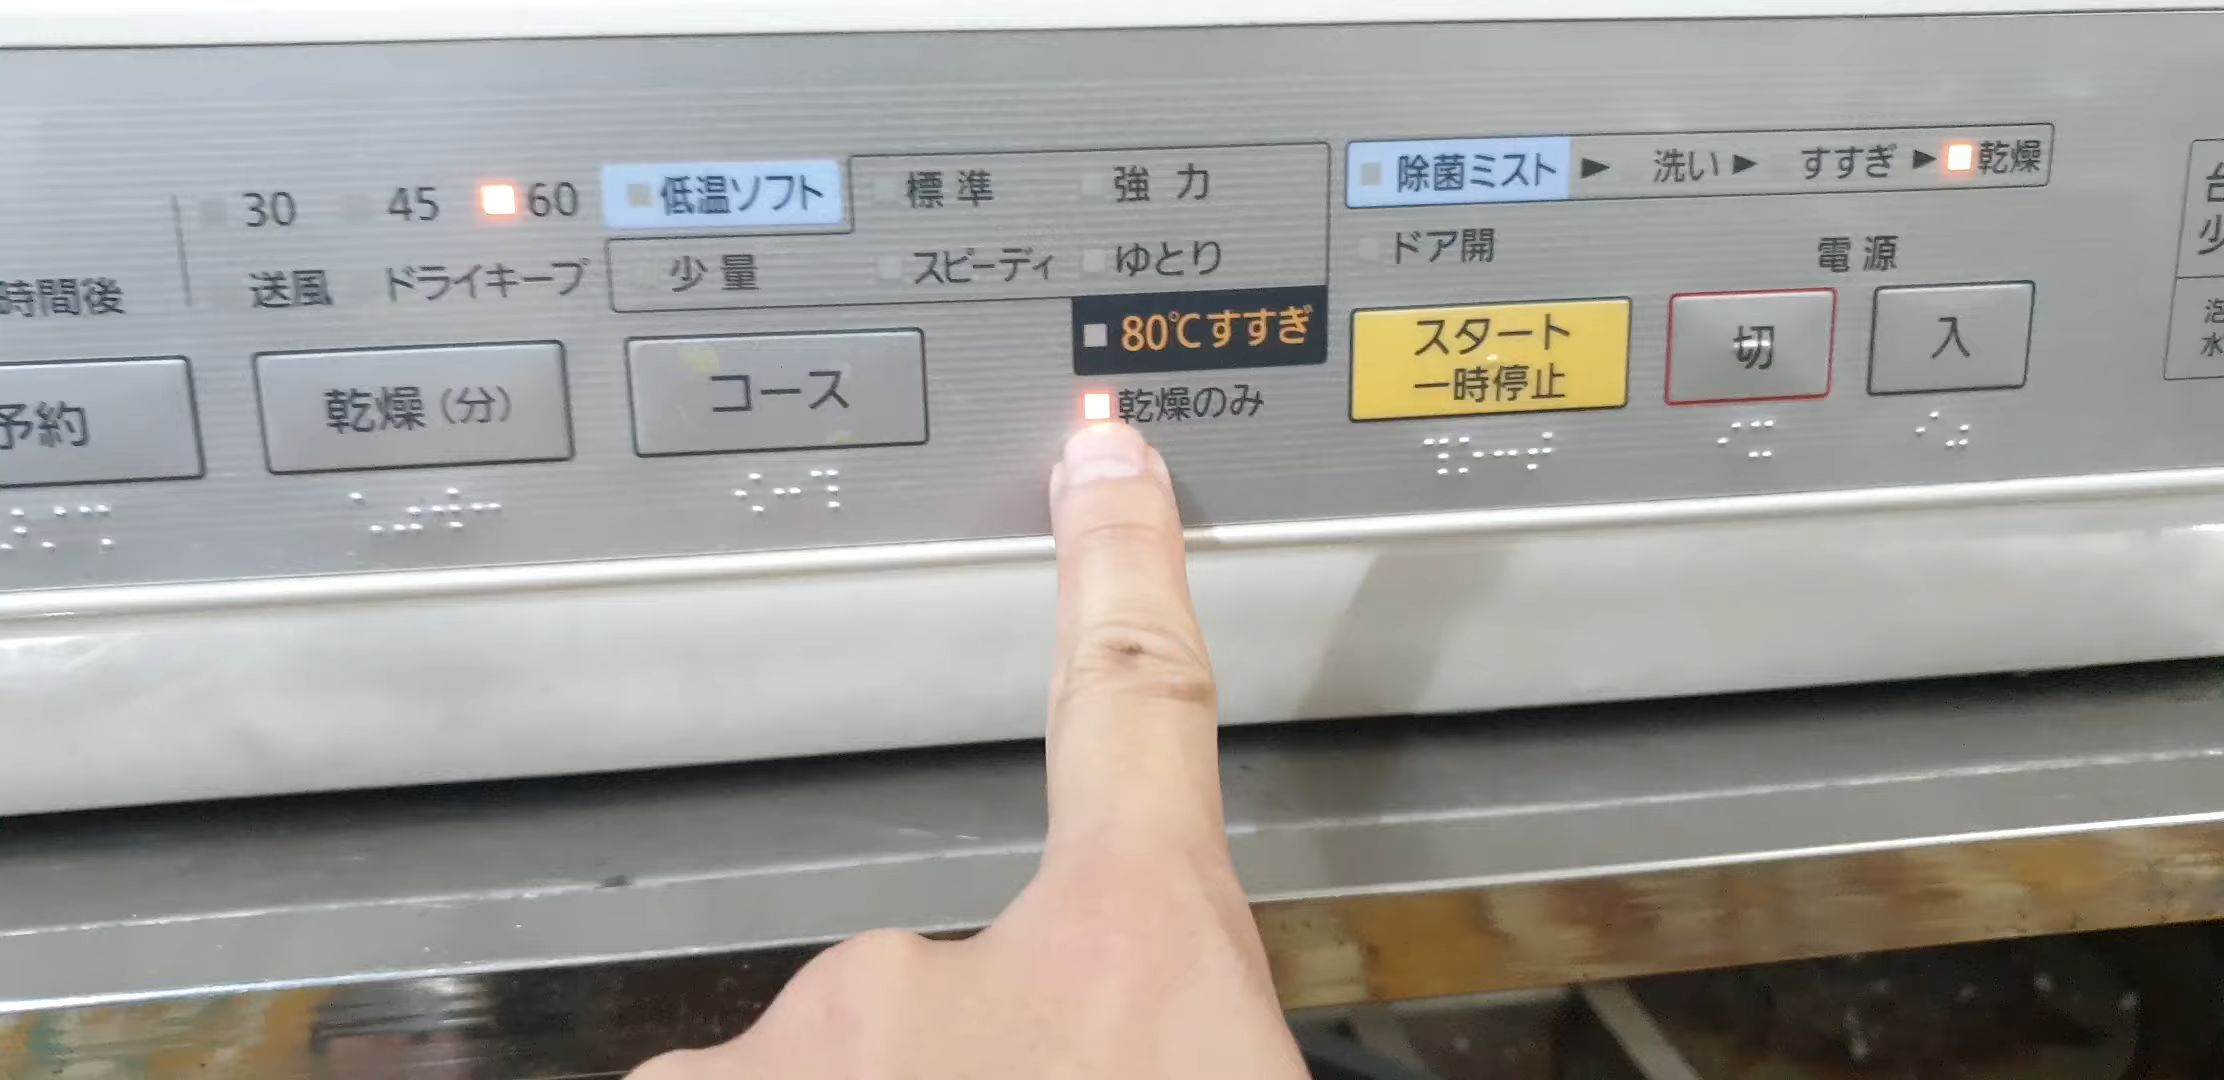 30 45 60
送風 ドライキープ
時間後
予約
乾燥(分)
低温ソフト 標準 強力
少量 スピーディ ゆとり
コース
80℃すすぎ
乾燥のみ
除菌ミスト ▶ 洗い ▶ すすぎ ▶ 乾燥
ドア開
電源
スタート
一時停止
切
入
少
水